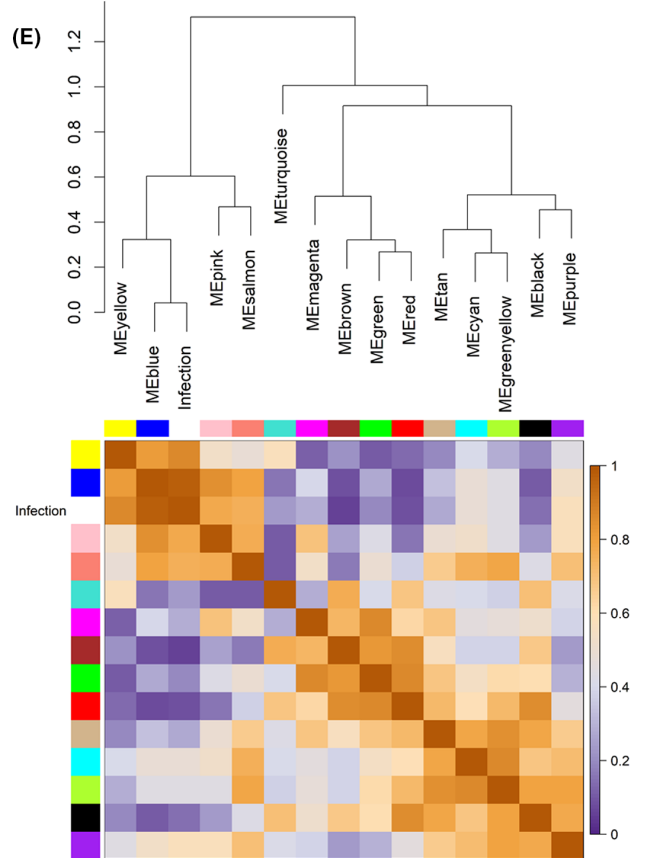 (E)
1.2
1.0
0.8
0.6
0.4
0.2
0.0
MEyellow
MEblue
Infection
MEpink
MEsalmon
MEturquoise
MEmagenta
MEbrown
MEgreen
MEred
MEtan
MEcyan
MEgreenyellow
MEblack
MEpurple
Infection
1
0.8
0.6
0.4
0.2
0